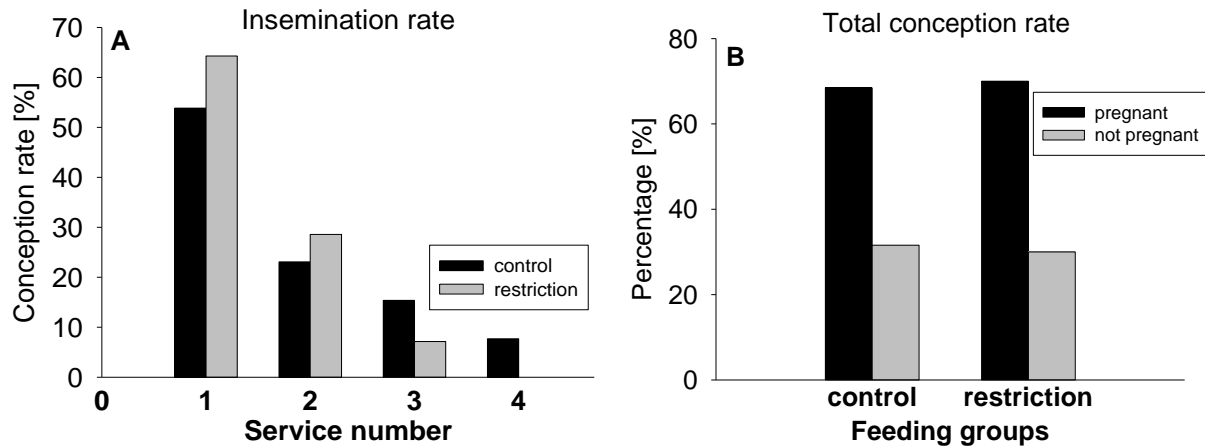 Insemination rate
A
Conception rate [%]
70
60
50
40
30
20
10
0
control
restriction
0 1 2 3 4
Service number
Total conception rate
B
Percentage [%]
80
60
40
20
0
pregnant
not pregnant
control restriction
Feeding groups